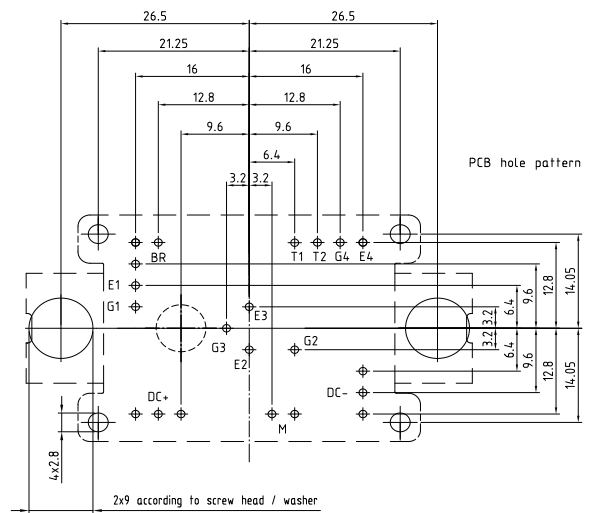 26.5 26.5
21.25 21.25
16 16
12.8 12.8
9.6 9.6
6.4
3.2 3.2
PCB hole pattern
BR T1 T2 G4 E4
E1
G1
E3
G3 G2
E2
3.2 6.4 9.6 12.8 14.05
3.2 6.4 9.6 12.8 14.05
DC+ DC-
M
4x2.8
2x9 according to screw head / washer